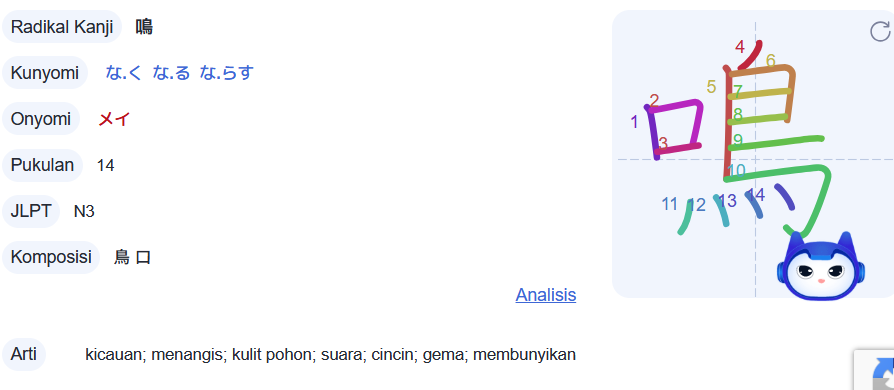 Radikal Kanji 鳴
Kunyomi な.く な.る な.らす
Onyomi メイ
Pukulan 14
JLPT N3
Komposisi 鳥 口
Analisis
Arti kicauan; menangis; kulit pohon; suara; cincin; gema; membunyikan
鳴
1 2 3 4 5 6 7 8 9 10 11 12 13 14